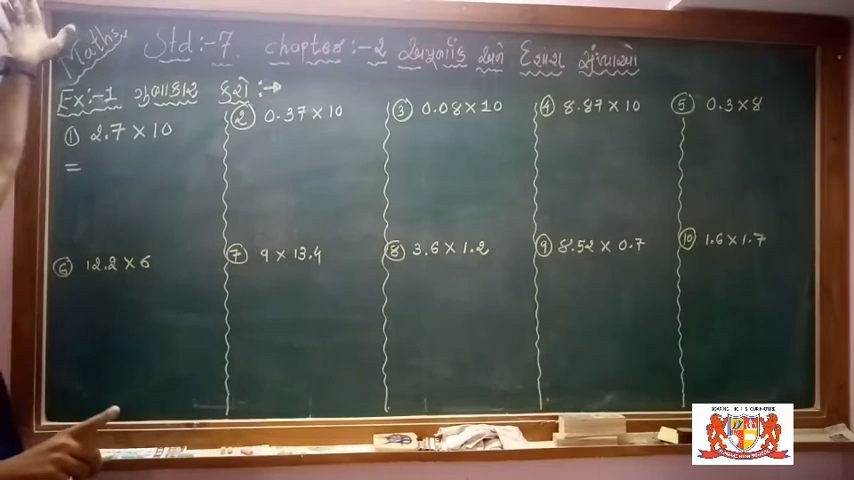 Maths
Std:-7. chapter:-2 અપૂર્ણાંક અને દશાંશ સંખ્યાઓ
Ex:-1 ગુણાકાર કરો :→
① 2.7 × 10
=
② 0.37 × 10
③ 0.08 × 10
④ 8.87 × 10
⑤ 0.3 × 8
⑥ 12.2 × 6
⑦ 9 × 13.4
⑧ 3.6 × 1.2
⑨ 8.52 × 0.7
⑩ 1.6 × 1.7